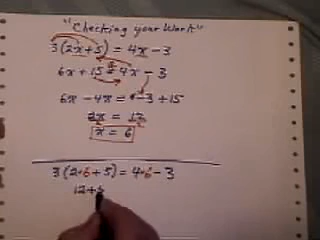 "Checking your Work"
3(2x+5) = 4x-3
6x+15 = 4x-3
6x-4x = -3+15
2x = 12
x = 6
3(2·6+5) = 4·6-3
12+5